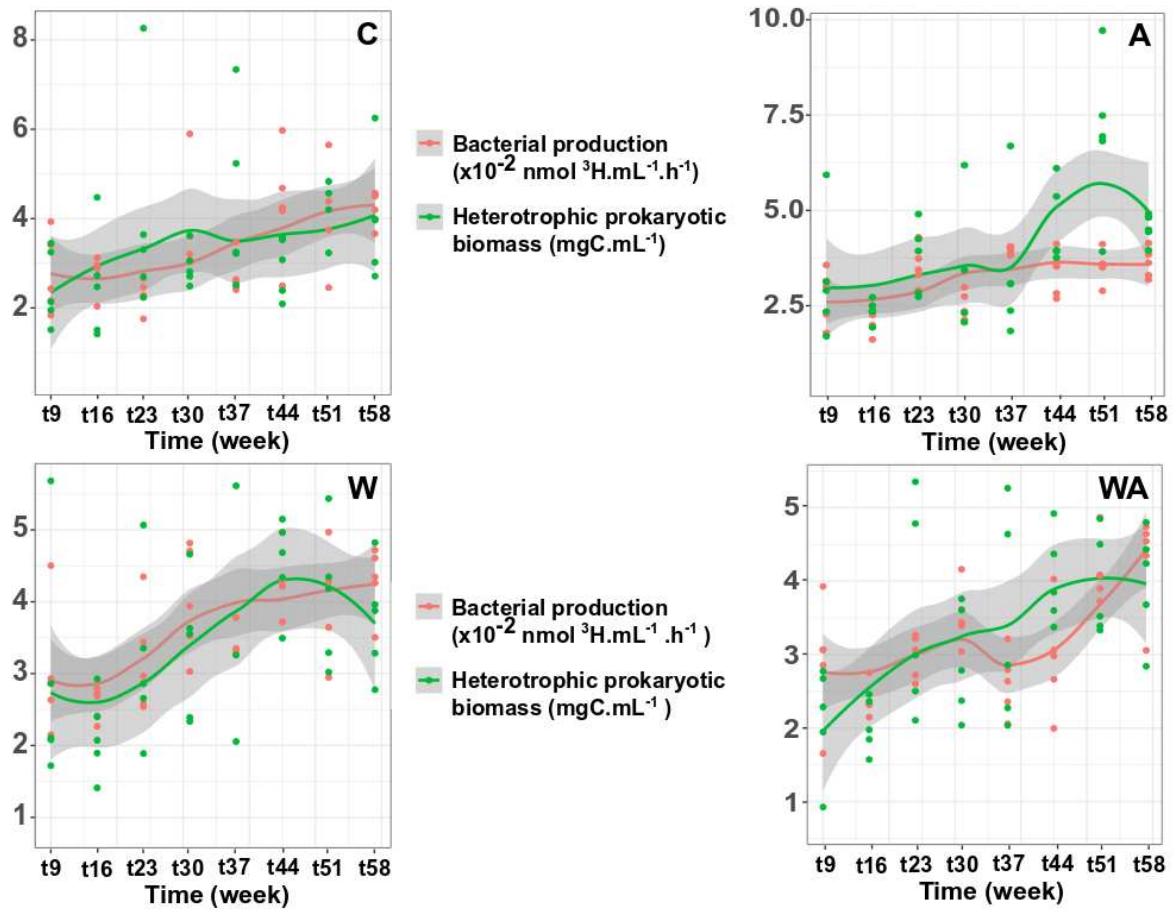 C
8
6
4
2
t9 t16 t23 t30 t37 t44 t51 t58
Time (week)
Bacterial production
(x10⁻² nmol ³H.mL⁻¹.h⁻¹)
Heterotrophic prokaryotic
biomass (mgC.mL⁻¹)
A
10.0
7.5
5.0
2.5
t9 t16 t23 t30 t37 t44 t51 t58
Time (week)
W
5
4
3
2
1
t9 t16 t23 t30 t37 t44 t51 t58
Time (week)
Bacterial production
(x10⁻² nmol ³H.mL⁻¹ .h⁻¹ )
Heterotrophic prokaryotic
biomass (mgC.mL⁻¹ )
WA
5
4
3
2
1
t9 t16 t23 t30 t37 t44 t51 t58
Time (week)